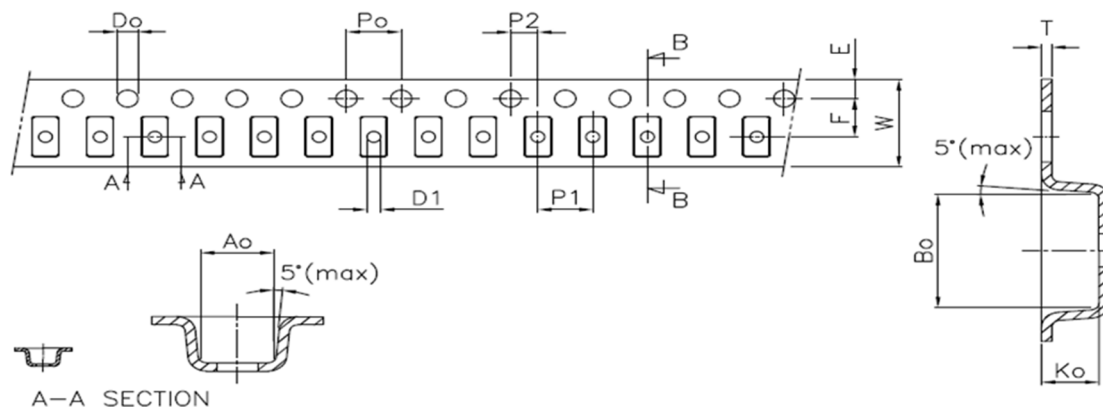 Do Po P2 B T
E
F W
A A D1 P1 B
5°(max)
Ao
5°(max)
Bo
Ko
A-A SECTION